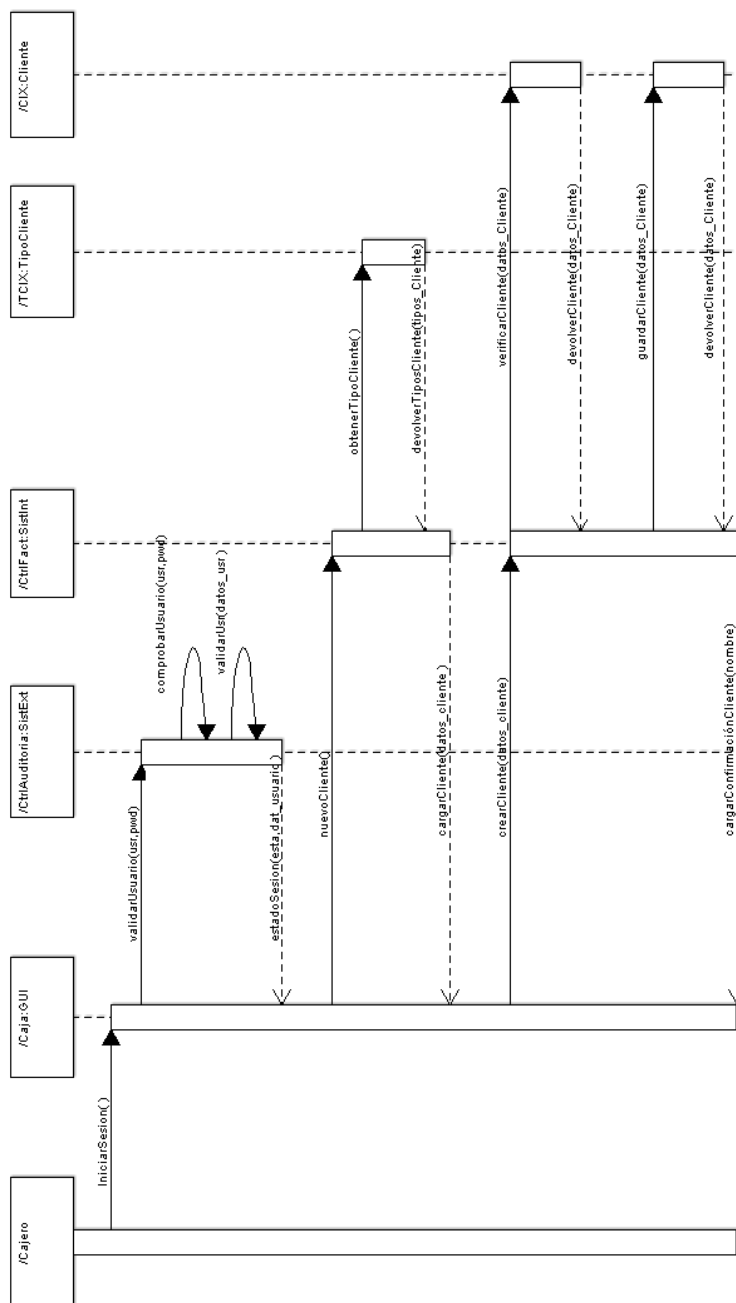 /Cajero
/Caja:GUI
/CtrlAuditoria:SistExt
/CtrlFact:SistInt
/TCIX:TipoCliente
/CIX:Cliente
IniciarSesion()
validarUsuario(usr,pwd)
comprobarUsuario(usr,pwd)
validarUsr(datos_usr)
estadoSesion(esta,dat_usuario)
nuevoCliente()
obtenerTipoCliente()
devolverTiposCliente(tipos_Cliente)
cargarCliente(datos_cliente)
crearCliente(datos_cliente)
verificarCliente(datos_Cliente)
devolverCliente(datos_Cliente)
guardarCliente(datos_Cliente)
devolverCliente(datos_Cliente)
cargarConfirmaciónCliente(nombre)